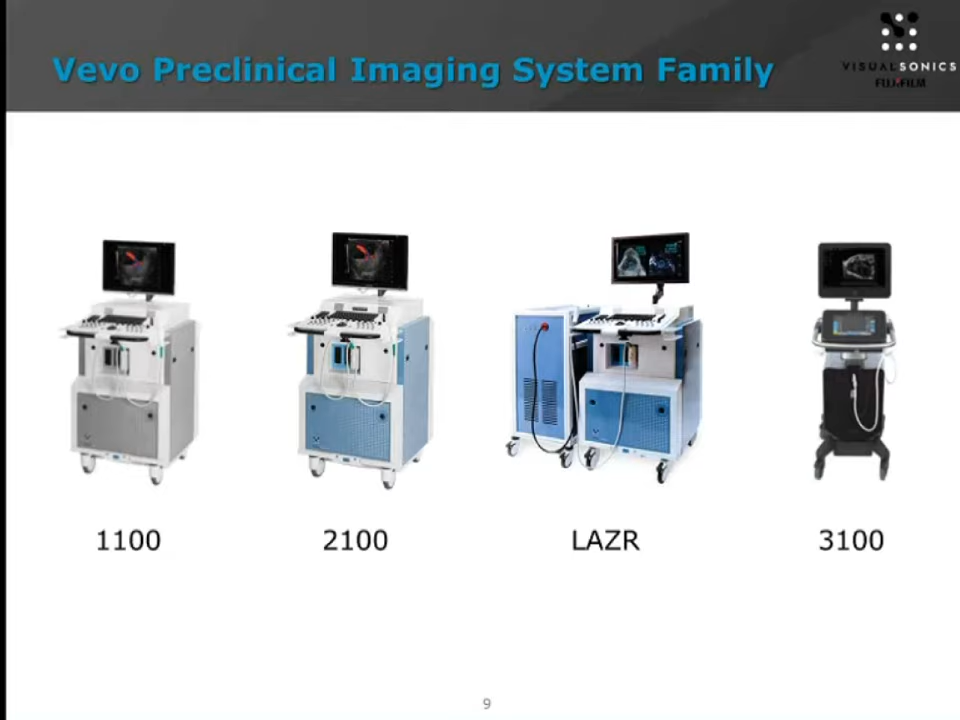 Vevo Preclinical Imaging System Family
VISUALSONICS
FUJIFILM
1100
2100
LAZR
3100
9